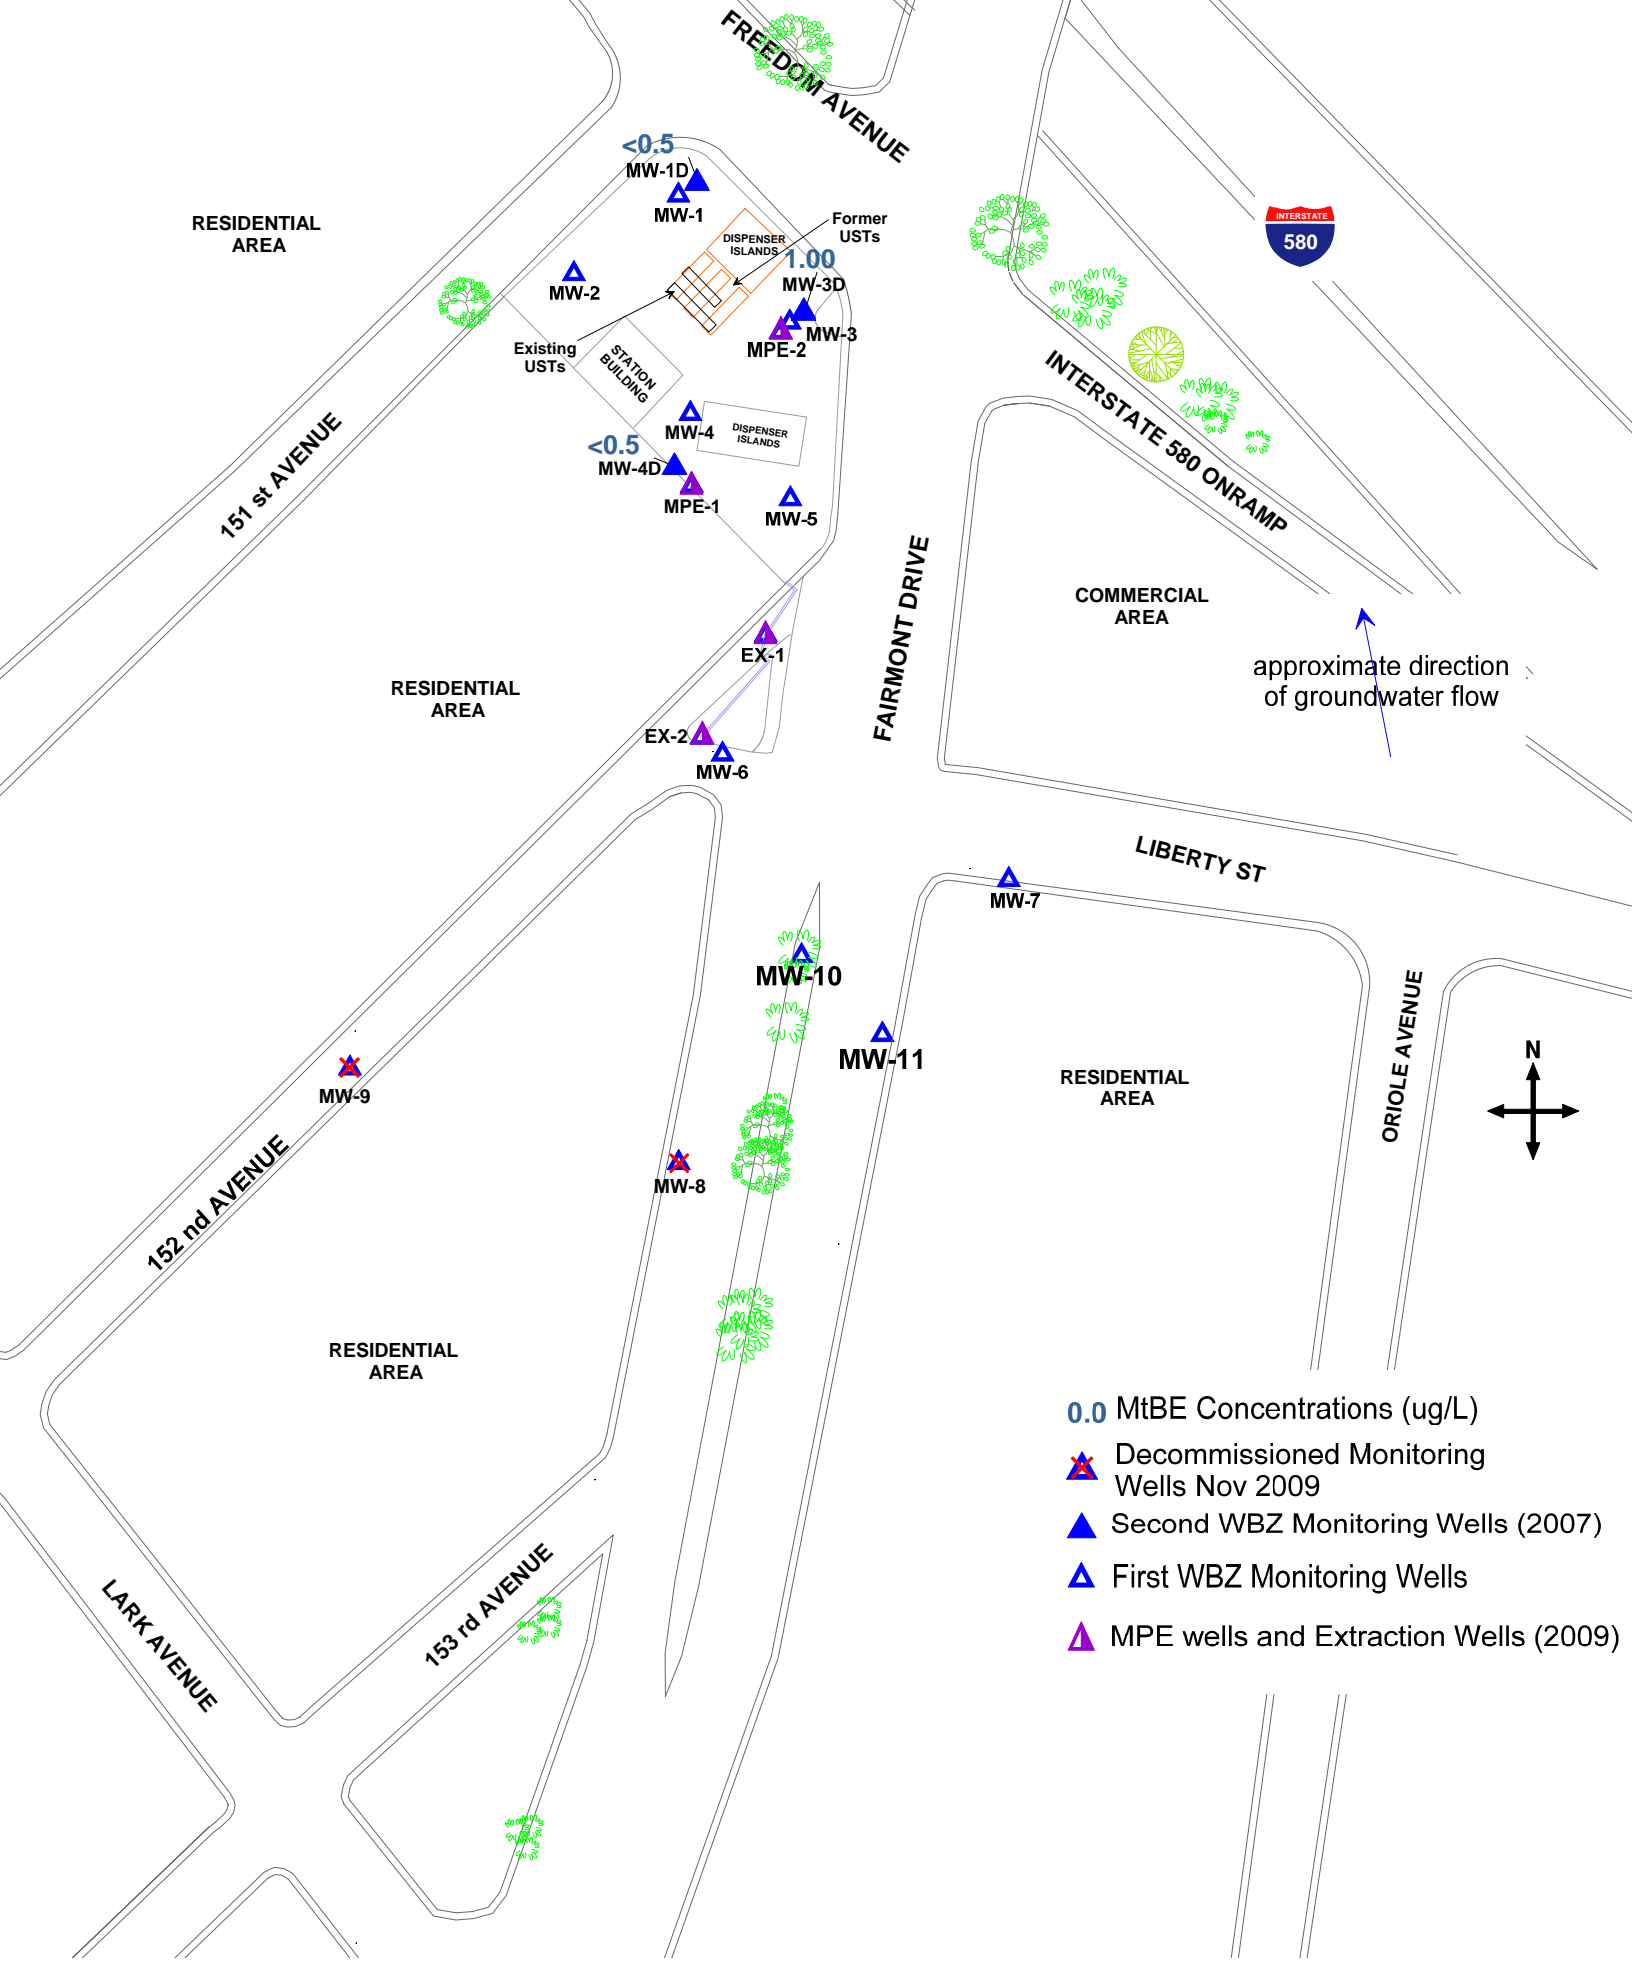 FREEDOM AVENUE
<0.5
MW-1D
MW-1
RESIDENTIAL
AREA
Former
USTs
DISPENSER
ISLANDS
1.00
MW-3D
INTERSTATE
580
MW-2
MW-3
MPE-2
Existing
USTs
STATION
BUILDING
MW-4
DISPENSER
ISLANDS
<0.5
MW-4D
MPE-1
MW-5
151 st AVENUE
INTERSTATE 580 ONRAMP
FAIRMONT DRIVE
COMMERCIAL
AREA
approximate direction
of groundwater flow
EX-1
RESIDENTIAL
AREA
EX-2
MW-6
LIBERTY ST
MW-7
MW-10
MW-11
ORIOLE AVENUE
N
MW-9
RESIDENTIAL
AREA
152 nd AVENUE
MW-8
RESIDENTIAL
AREA
0.0 MtBE Concentrations (ug/L)
Decommissioned Monitoring
Wells Nov 2009
Second WBZ Monitoring Wells (2007)
First WBZ Monitoring Wells
MPE wells and Extraction Wells (2009)
153 rd AVENUE
LARK AVENUE